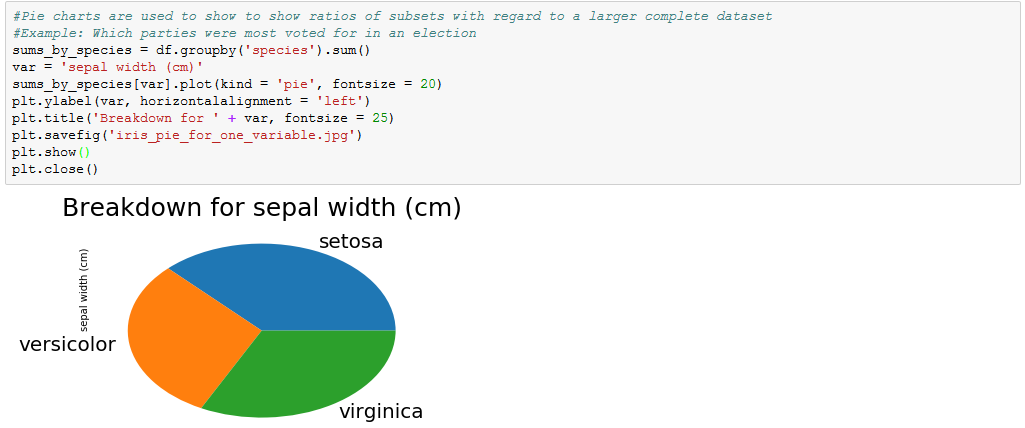 #Pie charts are used to show to show ratios of subsets with regard to a larger complete dataset
#Example: Which parties were most voted for in an election
sums_by_species = df.groupby('species').sum()
var = 'sepal width (cm)'
sums_by_species[var].plot(kind = 'pie', fontsize = 20)
plt.ylabel(var, horizontalalignment = 'left')
plt.title('Breakdown for ' + var, fontsize = 25)
plt.savefig('iris_pie_for_one_variable.jpg')
plt.show()
plt.close()
Breakdown for sepal width (cm)
setosa
sepal width (cm)
versicolor
virginica